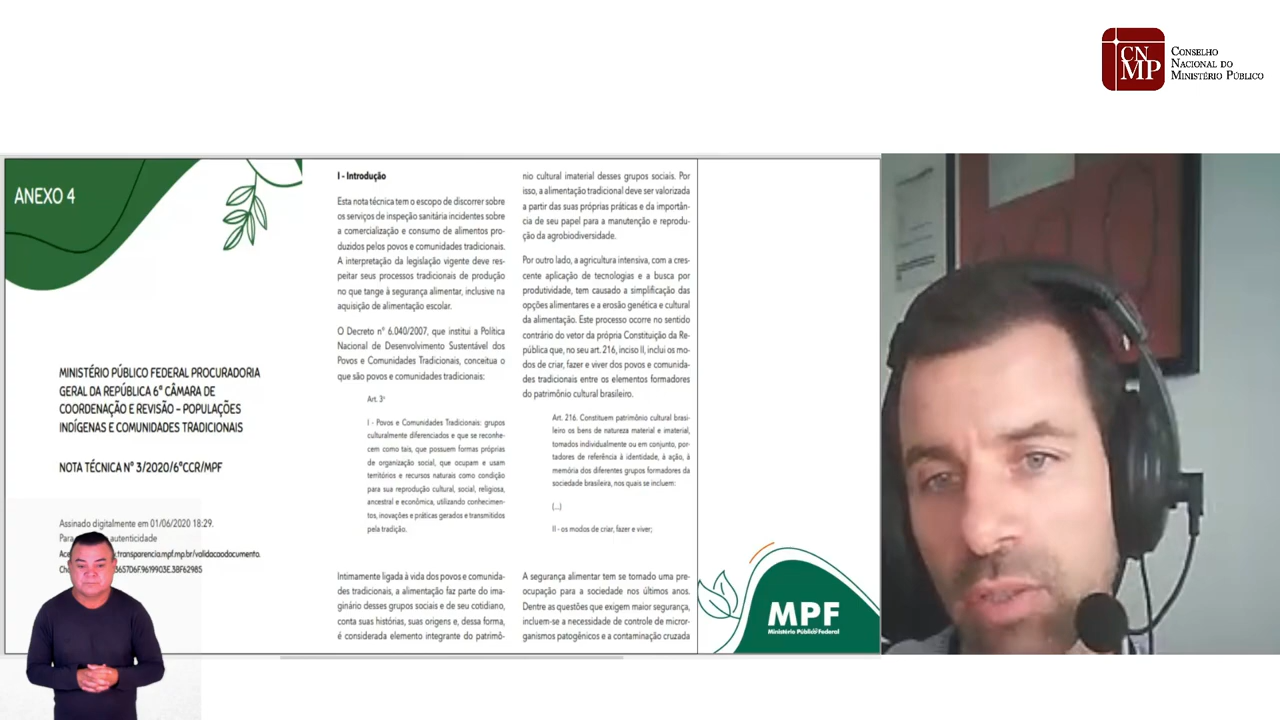 CN
MP
CONSELHO
NACIONAL DO
MINISTÉRIO PÚBLICO
ANEXO 4
MINISTÉRIO PÚBLICO FEDERAL PROCURADORIA
GERAL DA REPÚBLICA 6ª CÂMARA DE
COORDENAÇÃO E REVISÃO – POPULAÇÕES
INDÍGENAS E COMUNIDADES TRADICIONAIS
NOTA TÉCNICA N° 3/2020/6°CCR/MPF
Assinado digitalmente em 01/06/2020 18:29.
autenticidade
transparencia.mpf.mp.br/validacaodocumento.
I - Introdução
Esta nota técnica tem o escopo de discorrer sobre
os serviços de inspeção sanitária incidentes sobre
a comercialização e consumo de alimentos pro-
duzidos pelos povos e comunidades tradicionais.
A interpretação da legislação vigente deve res-
peitar seus processos tradicionais de produção
no que tange à segurança alimentar, inclusive na
aquisição de alimentação escolar.
O Decreto n° 6.040/2007, que institui a Política
Nacional de Desenvolvimento Sustentável dos
Povos e Comunidades Tradicionais, conceitua o
que são povos e comunidades tradicionais:
Art. 3º
I - Povos e Comunidades Tradicionais: grupos
culturalmente diferenciados e que se reconhe-
cem como tais, que possuem formas próprias
de organização social, que ocupam e usam
territórios e recursos naturais como condição
para sua reprodução cultural, social, religiosa,
ancestral e econômica, utilizando conhecimen-
tos, inovações e práticas gerados e transmitidos
pela tradição.
Intimamente ligada à vida dos povos e comunida-
des tradicionais, a alimentação faz parte do ima-
ginário desses grupos sociais e de seu cotidiano,
conta suas histórias, suas origens e, dessa forma,
é considerada elemento integrante do patrimô-
nio cultural imaterial desses grupos sociais. Por
isso, a alimentação tradicional deve ser valorizada
a partir das suas próprias práticas e da importân-
cia de seu papel para a manutenção e reprodu-
ção da agrobiodiversidade.
Por outro lado, a agricultura intensiva, com a cres-
cente aplicação de tecnologias e a busca por
produtividade, tem causado a simplificação das
opções alimentares e a erosão genética e cultural
da alimentação. Este processo ocorre no sentido
contrário do vetor da própria Constituição da Re-
pública que, no seu art. 216, inciso II, inclui os mo-
dos de criar, fazer e viver dos povos e comunida-
des tradicionais entre os elementos formadores
do patrimônio cultural brasileiro.
Art. 216. Constituem patrimônio cultural brasi-
leiro os bens de natureza material e imaterial,
tomados individualmente ou em conjunto, por-
tadores de referência à identidade, à ação, à
memória dos diferentes grupos formadores da
sociedade brasileira, nos quais se incluem:
(...)
II - os modos de criar, fazer e viver;
A segurança alimentar tem se tornado uma pre-
ocupação para a sociedade nos últimos anos.
Dentre as questões que exigem maior segurança,
incluem-se a necessidade de controle de micror-
ganismos patogênicos e a contaminação cruzada
MPF
Ministério Público Federal